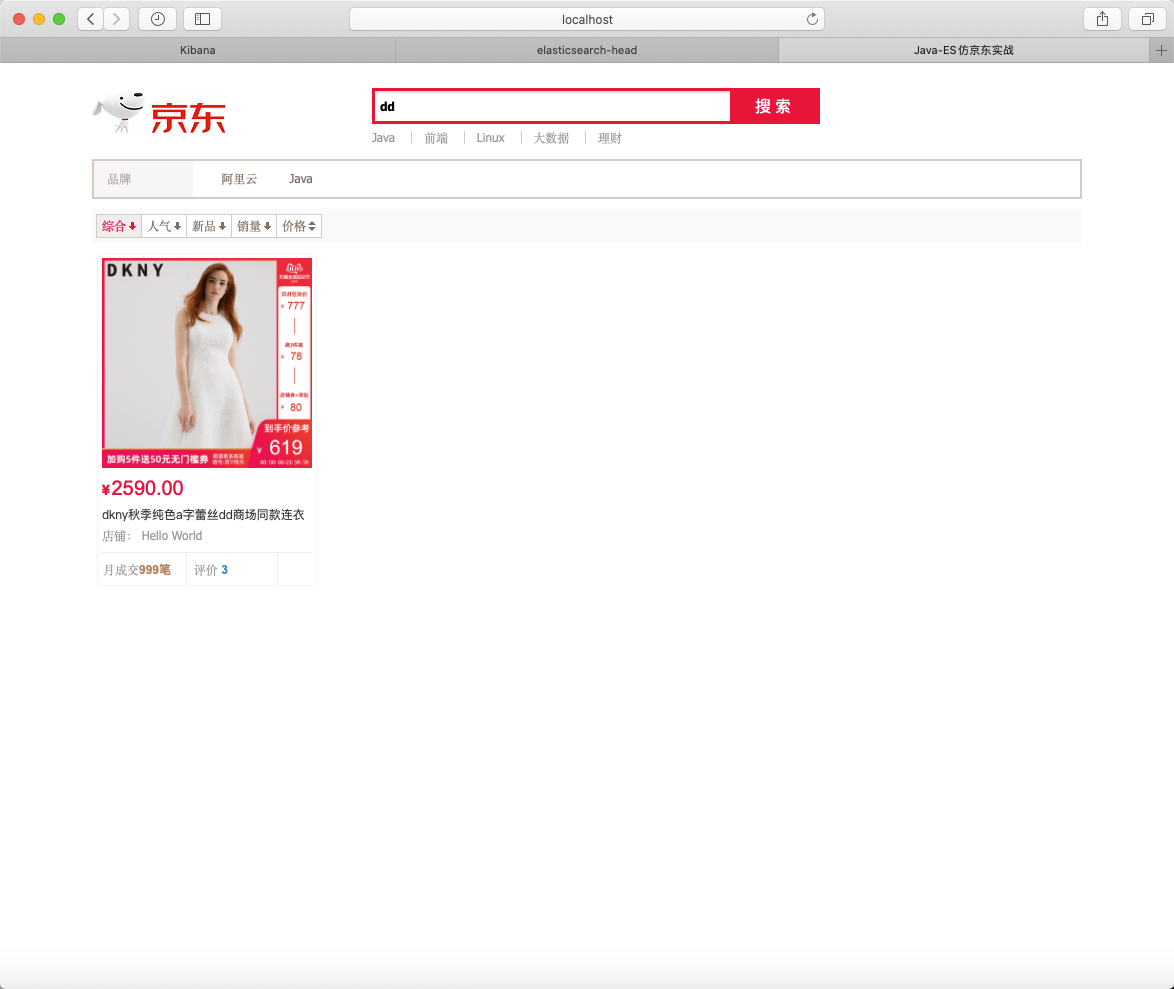 localhost
Kibana
elasticsearch-head
Java-ES仿京东实战
京东
dd
搜 索
Java
前端
Linux
大数据
理财
品牌
阿里云
Java
综合
人气
新品
销量
价格
DKNY
¥ 777
满2件减
¥ 78
¥ 80
到手价参考
¥ 619
加购5件送50元无门槛券
¥2590.00
dkny秋季纯色a字蕾丝dd商场同款连衣
店铺： Hello World
月成交999笔
评价 3